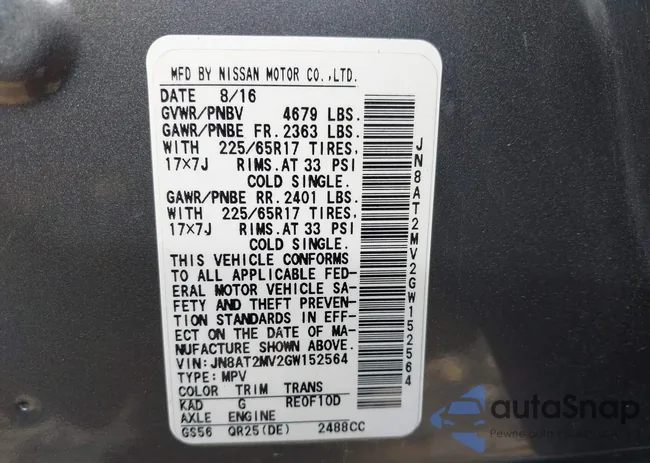 MFD BY NISSAN MOTOR CO.,LTD.
DATE 8/16
GVWR/PNBV 4679 LBS.
GAWR/PNBE FR. 2363 LBS.
WITH 225/65R17 TIRES,
17×7J RIMS.AT 33 PSI
COLD SINGLE.
GAWR/PNBE RR. 2401 LBS.
WITH 225/65R17 TIRES,
17×7J RIMS.AT 33 PSI
COLD SINGLE.
THIS VEHICLE CONFORMS
TO ALL APPLICABLE FED-
ERAL MOTOR VEHICLE SA-
FETY AND THEFT PREVEN-
TION STANDARDS IN EFF-
ECT ON THE DATE OF MA-
NUFACTURE SHOWN ABOVE.
VIN:JN8AT2MV2GW152564
TYPE: MPV
COLOR TRIM TRANS
KAD G RE0F10D
AXLE ENGINE
GS56 QR25(DE) 2488CC
JN8AT2MV2GW152564
autoSnap